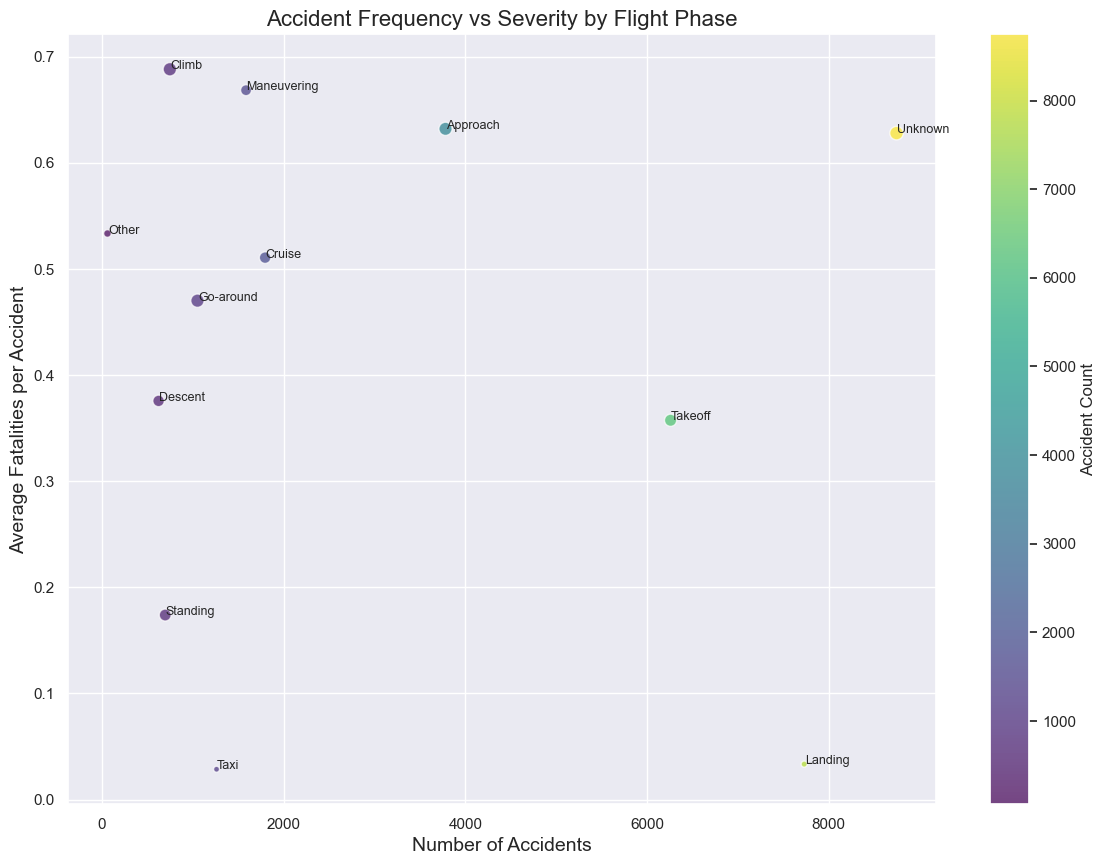 Accident Frequency vs Severity by Flight Phase
Average Fatalities per Accident
0.7
0.6
0.5
0.4
0.3
0.2
0.1
0.0
Climb
Maneuvering
Approach
Unknown
Other
Cruise
Go-around
Descent
Takeoff
Standing
Taxi
Landing
0
2000
4000
6000
8000
Number of Accidents
8000
7000
6000
5000
4000
3000
2000
1000
Accident Count